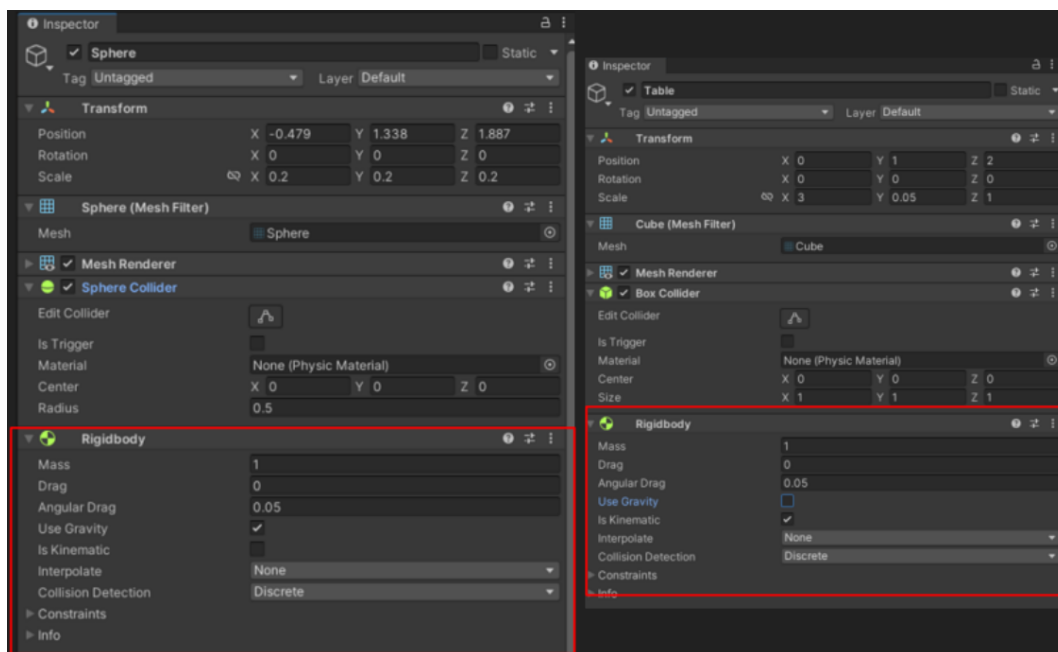 Inspector
Sphere Static
Tag Untagged Layer Default
Transform
Position X -0.479 Y 1.338 Z 1.887
Rotation X 0 Y 0 Z 0
Scale X 0.2 Y 0.2 Z 0.2
Sphere (Mesh Filter)
Mesh Sphere
Mesh Renderer
Sphere Collider
Edit Collider
Is Trigger
Material None (Physic Material)
Center X 0 Y 0 Z 0
Radius 0.5
Rigidbody
Mass 1
Drag 0
Angular Drag 0.05
Use Gravity
Is Kinematic
Interpolate None
Collision Detection Discrete
Constraints
Info
Inspector
Table Static
Tag Untagged Layer Default
Transform
Position X 0 Y 1 Z 2
Rotation X 0 Y 0 Z 0
Scale X 3 Y 0.05 Z 1
Cube (Mesh Filter)
Mesh Cube
Mesh Renderer
Box Collider
Edit Collider
Is Trigger
Material None (Physic Material)
Center X 0 Y 0 Z 0
Size X 1 Y 1 Z 1
Rigidbody
Mass 1
Drag 0
Angular Drag 0.05
Use Gravity
Is Kinematic
Interpolate None
Collision Detection Discrete
Constraints
Info